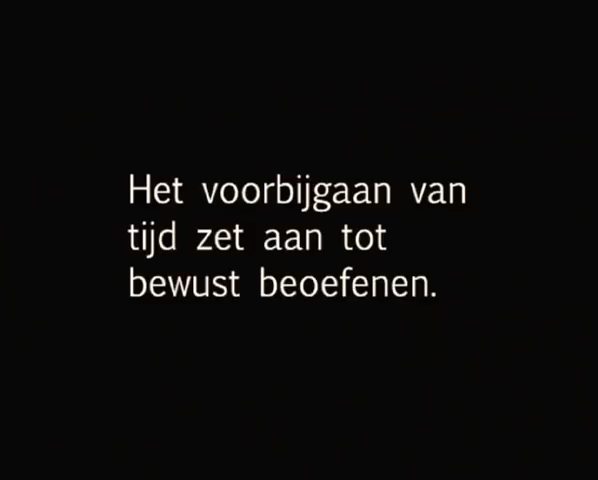 Het voorbijgaan van
tijd zet aan tot
bewust beoefenen.